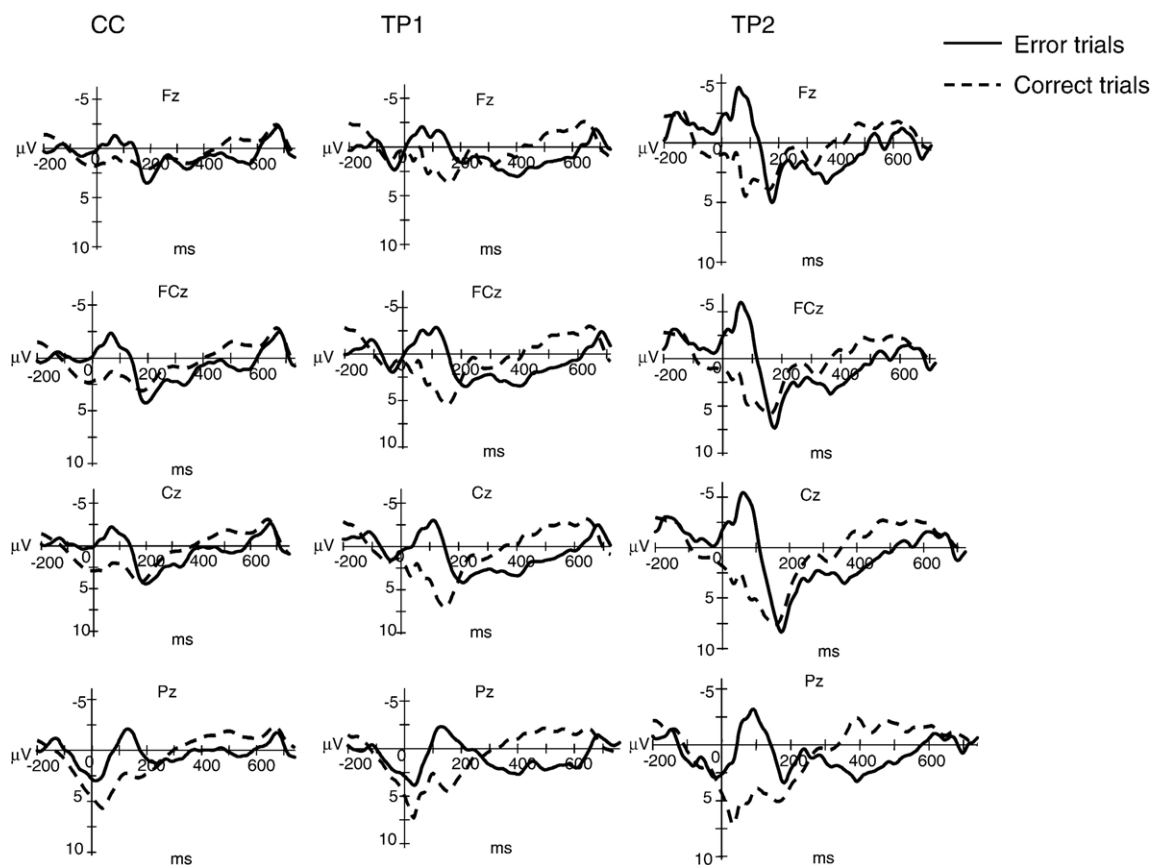 CC TP1 TP2
Error trials
Correct trials
-5 Fz -5 Fz -5 Fz
μV -200 0 200 400 600 μV -200 0 200 400 600 μV -200 0 200 400 600
5 5 5
10 ms 10 ms 10 ms
-5 FCz -5 FCz -5 FCz
μV -200 0 200 400 600 μV -200 0 200 400 600 μV -200 0 200 400 600
5 5 5
10 ms 10 ms 10 ms
-5 Cz -5 Cz -5 Cz
μV -200 0 200 400 600 μV -200 0 200 400 600 μV -200 0 200 400 600
5 5 5
10 ms 10 ms 10 ms
-5 Pz -5 Pz -5 Pz
μV -200 0 200 400 600 μV -200 0 200 400 600 μV -200 0 200 400 600
5 5 5
10 ms 10 ms 10 ms